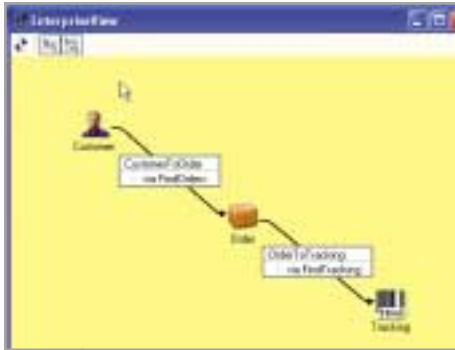 EnterpriseView
Customer
CustomerToOrder
via FindOrders
Order
OrderToTracking
via FindTracking
Tracking